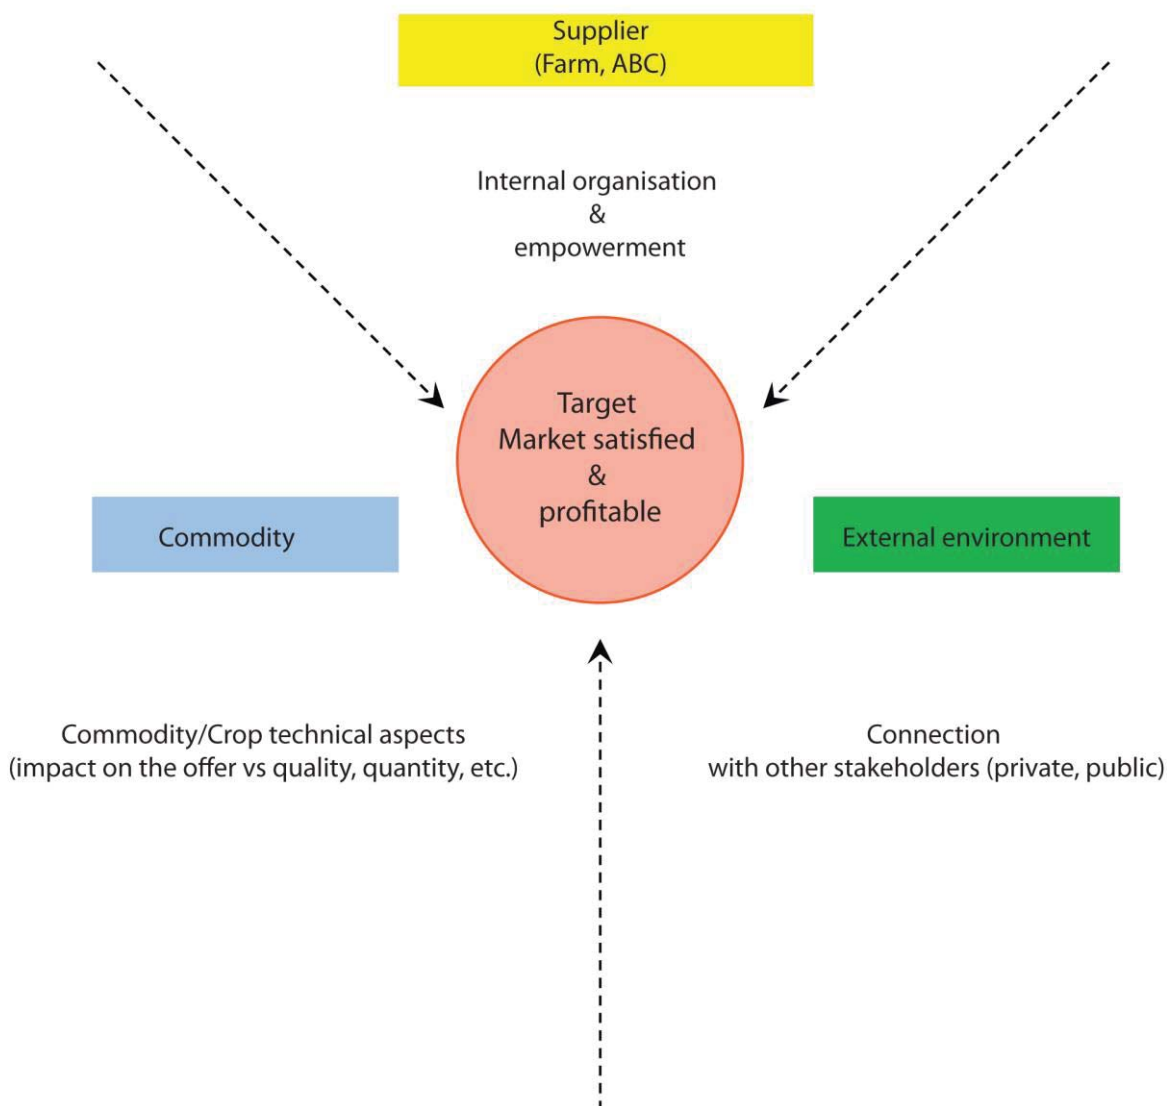 Supplier
(Farm, ABC)
Internal organisation
&
empowerment
Target
Market satisfied
&
profitable
Commodity
External environment
Commodity/Crop technical aspects
(impact on the offer vs quality, quantity, etc.)
Connection
with other stakeholders (private, public)